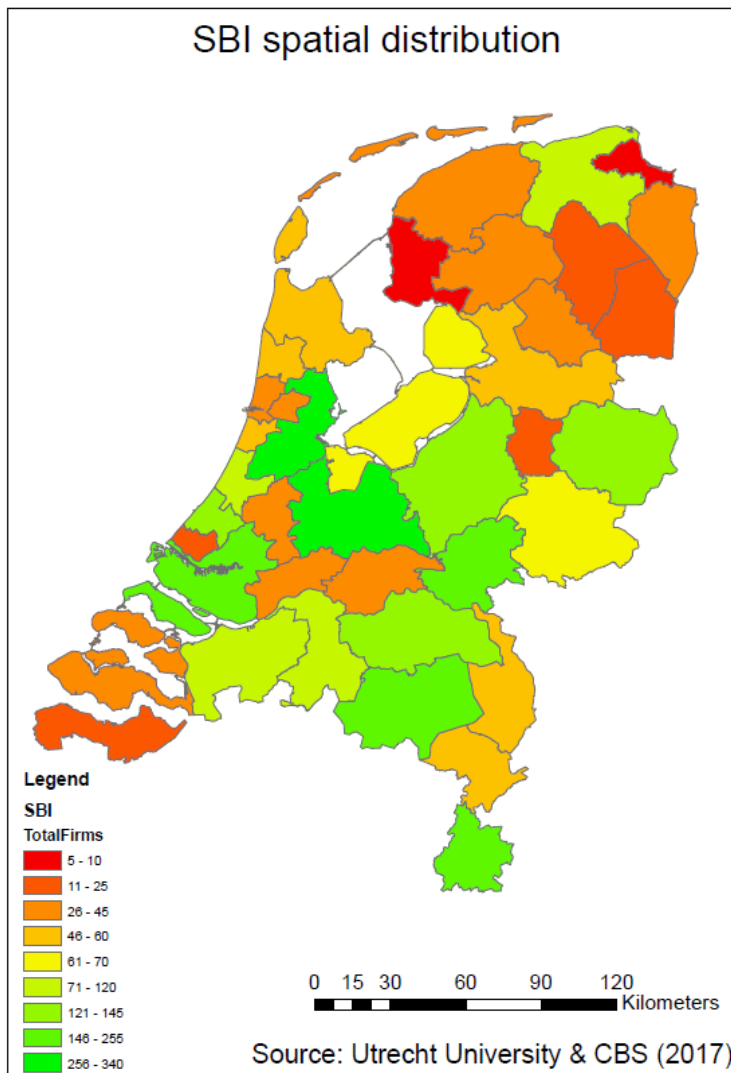 SBI spatial distribution
Legend
SBI
TotalFirms
5 - 10
11 - 25
26 - 45
46 - 60
61 - 70
71 - 120
121 - 145
146 - 255
256 - 340
0 15 30 60 90 120
Kilometers
Source: Utrecht University & CBS (2017)